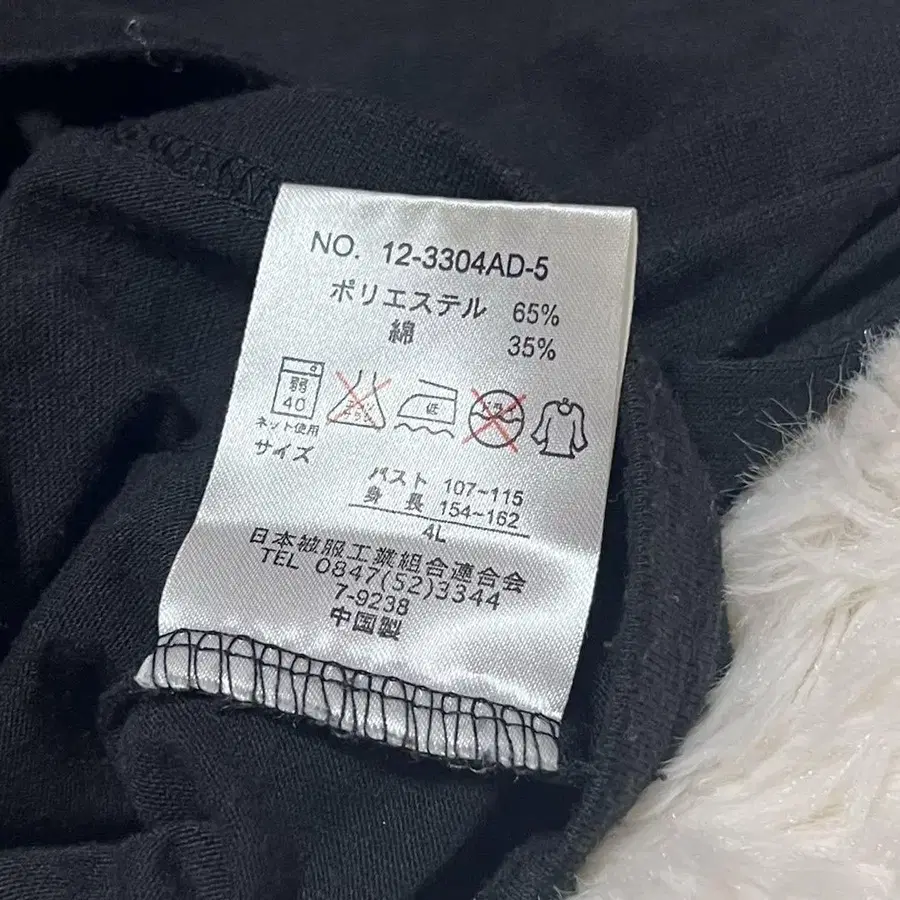 NO. 12-3304AD-5
ポリエステル 65%
綿 35%
弱
40
低
ネット使用
サイズ
バスト 107~115
身長 154~162
4L
日本被服工業組合連合会
TEL 0847(52)3344
7-9238
中国製